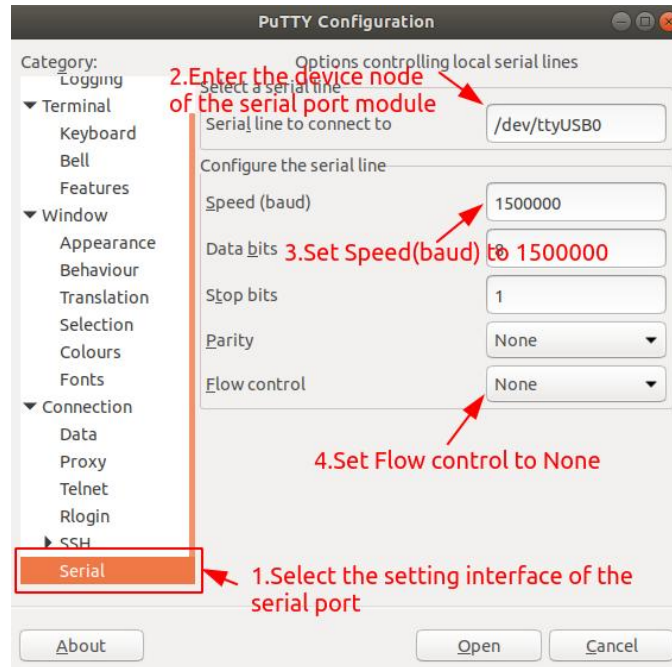 PuTTY Configuration
Category:
Options controlling local serial lines
Logging
Terminal
Keyboard
Bell
Features
Window
Appearance
Behaviour
Translation
Selection
Colours
Fonts
Connection
Data
Proxy
Telnet
Rlogin
SSH
Serial
Select a serial line
2.Enter the device node
of the serial port module
Serial line to connect to
/dev/ttyUSB0
Configure the serial line
Speed (baud)
1500000
3.Set Speed(baud) to 1500000
Data bits
8
Stop bits
1
Parity
None
Flow control
None
4.Set Flow control to None
1.Select the setting interface of the
serial port
About
Open
Cancel